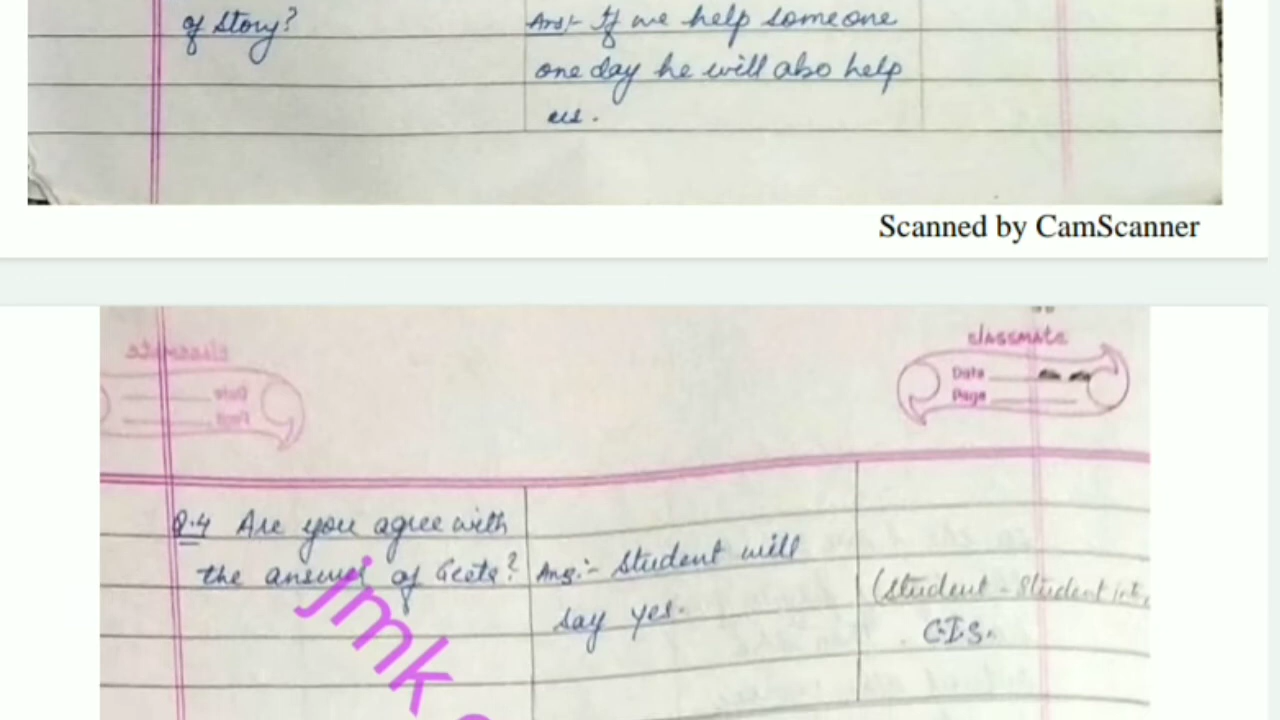 of story?
Ans:- If we help someone
one day he will also help
us.
Scanned by CamScanner
classmate
Date
Page
Q.4 Are you agree with
the answer of Geeta?
Ans:- Student will
say yes.
(Student - Student int.
C.I.S.
jmk